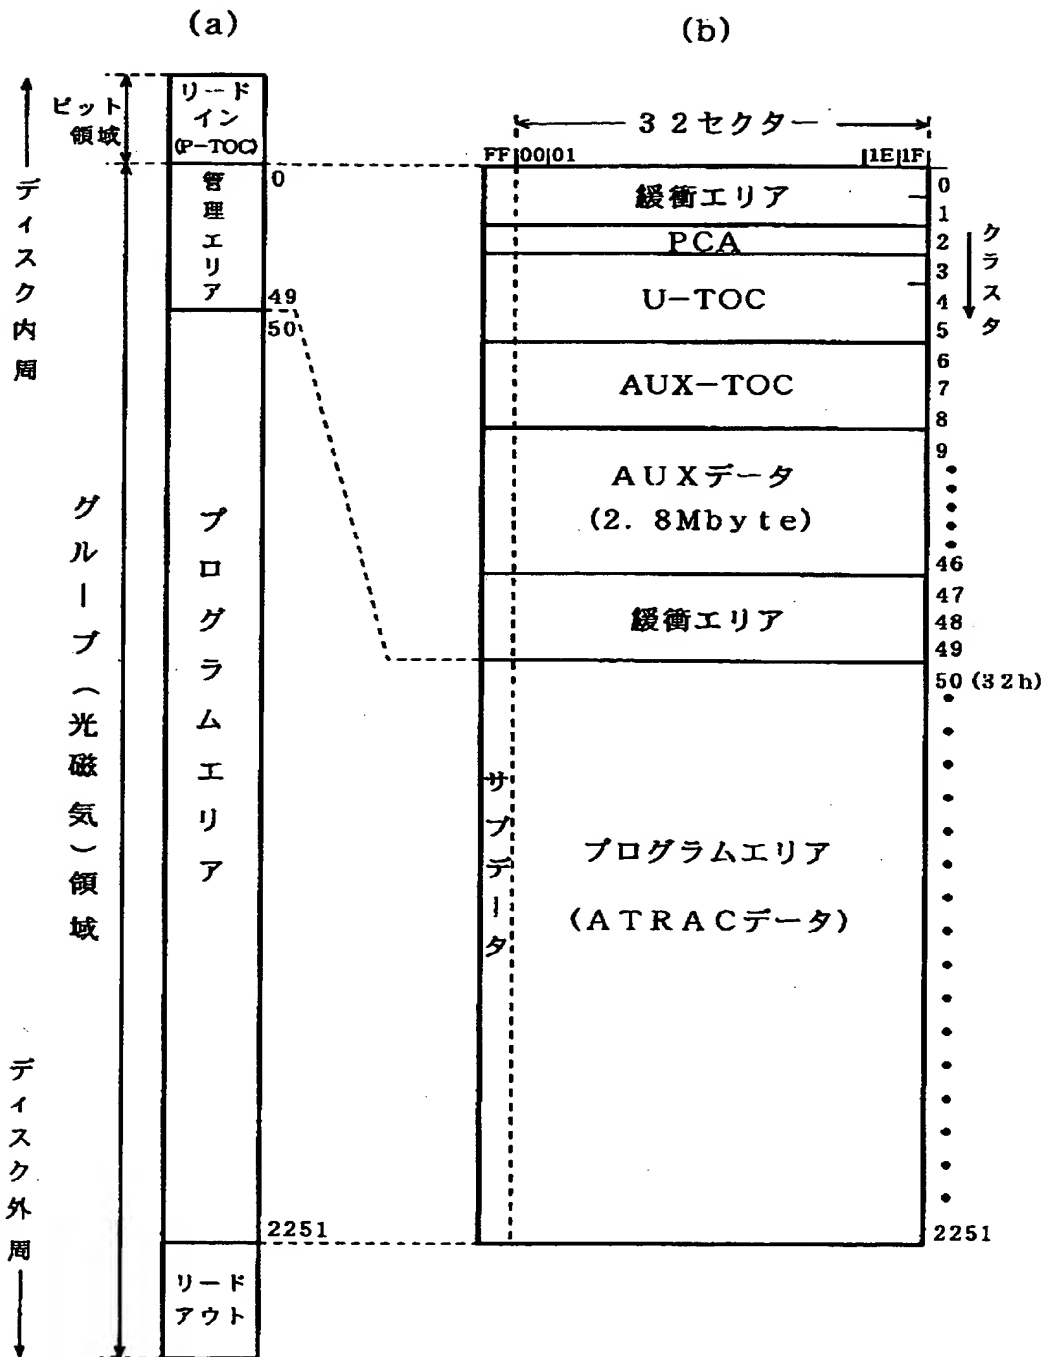 (a)
(b)
ピット
領域
リード
イン
(P-TOC)
管理エリア
0
49
50
プログラムエリア
2251
リード
アウト
ディスク内周
グルーブ(光磁気)領域
ディスク外周
32セクター
FF 00 01 1E 1F
緩衝エリア
0
1
PCA
2
U-TOC
3
4
5
AUX-TOC
6
7
8
AUXデータ
(2.8Mbyte)
9
46
緩衝エリア
47
48
49
50(32h)
クラスタ
サブデータ
プログラムエリア
(ATRACデータ)
2251